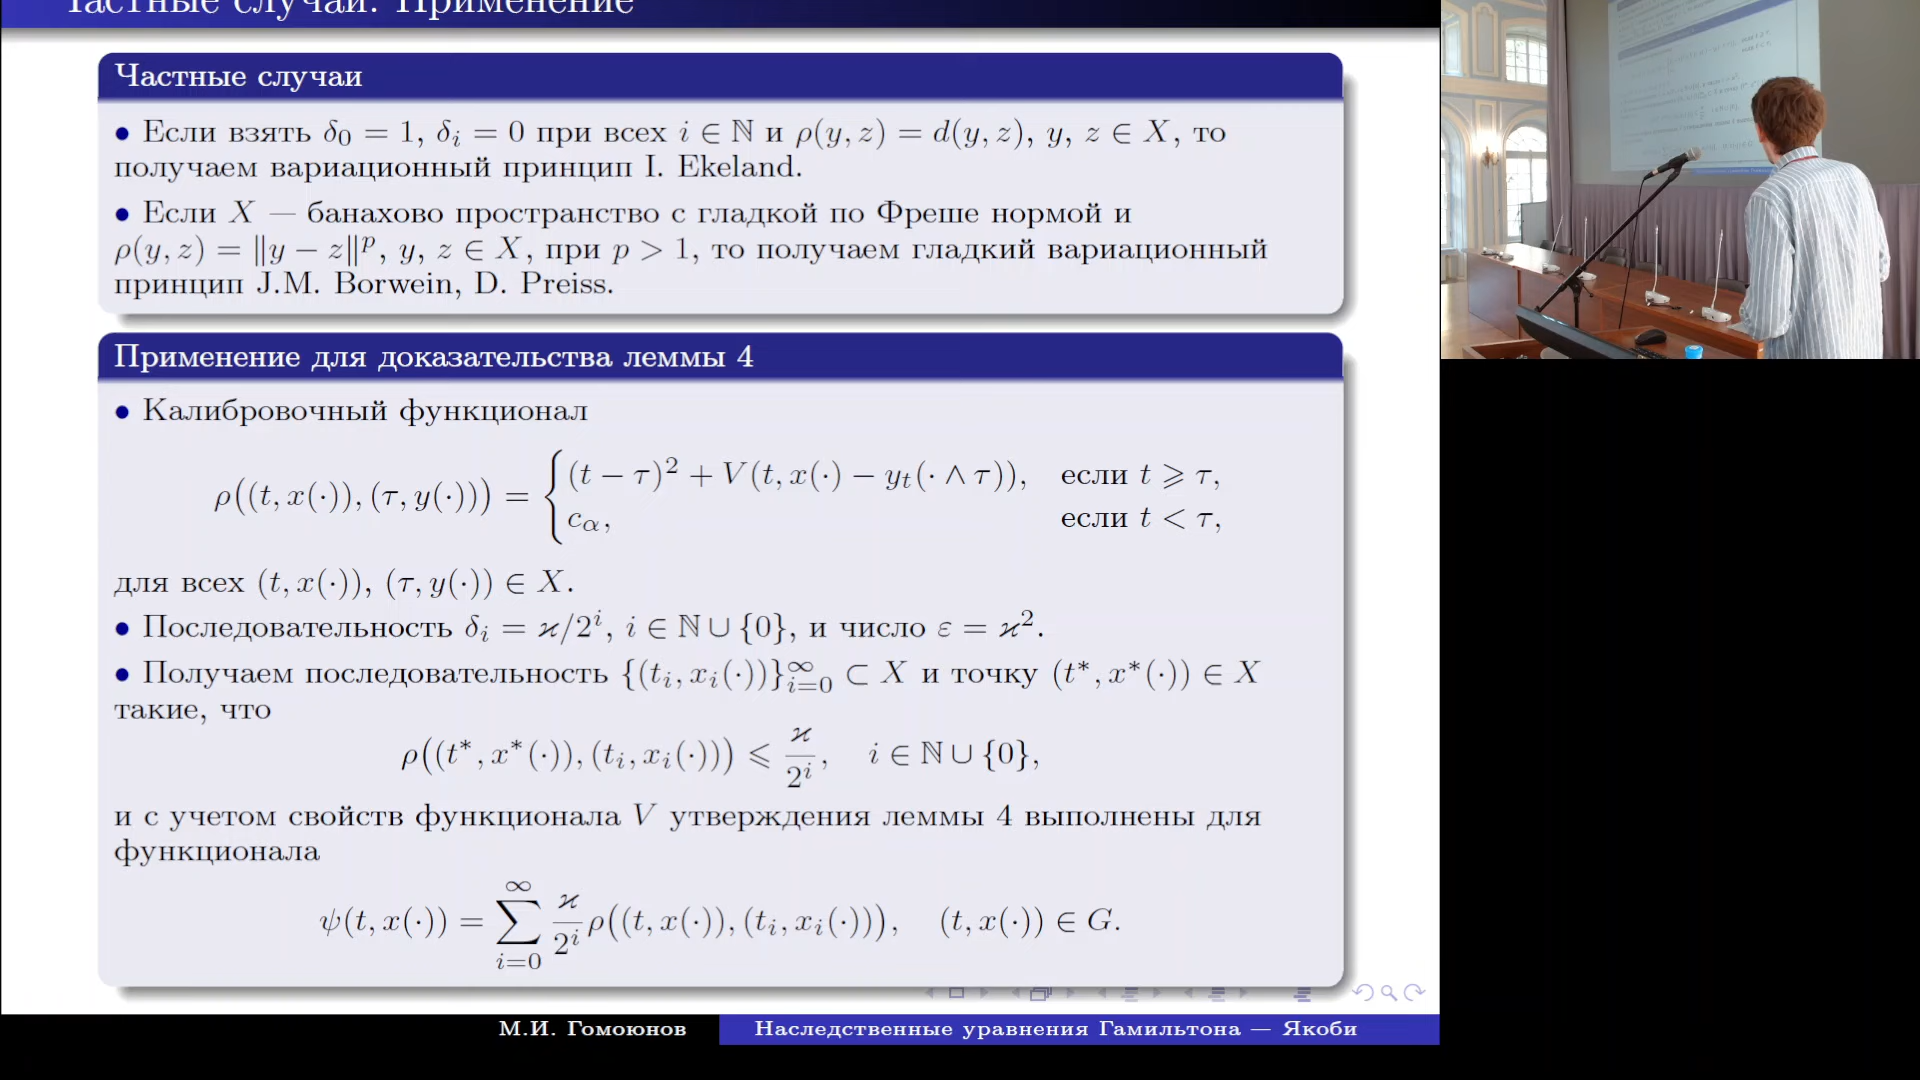 Частные случаи. Применение
Частные случаи
• Если взять δ₀ = 1, δᵢ = 0 при всех i ∈ ℕ и ρ(y, z) = d(y, z), y, z ∈ X, то
получаем вариационный принцип I. Ekeland.
• Если X — банахово пространство с гладкой по Фреше нормой и
ρ(y, z) = ‖y − z‖ᵖ, y, z ∈ X, при p > 1, то получаем гладкий вариационный
принцип J.M. Borwein, D. Preiss.
Применение для доказательства леммы 4
• Калибровочный функционал
ρ((t, x(·)), (τ, y(·))) = { (t − τ)² + V(t, x(·) − yₜ(· ∧ τ)), если t ⩾ τ,
c_α, если t < τ,
для всех (t, x(·)), (τ, y(·)) ∈ X.
• Последовательность δᵢ = ϰ/2ⁱ, i ∈ ℕ ∪ {0}, и число ε = ϰ².
• Получаем последовательность {(tᵢ, xᵢ(·))}_{i=0}^∞ ⊂ X и точку (t*, x*(·)) ∈ X
такие, что
ρ((t*, x*(·)), (tᵢ, xᵢ(·))) ⩽ ϰ/2ⁱ, i ∈ ℕ ∪ {0},
и с учетом свойств функционала V утверждения леммы 4 выполнены для
функционала
ψ(t, x(·)) = ∑_{i=0}^∞ ϰ/2ⁱ ρ((t, x(·)), (tᵢ, xᵢ(·))), (t, x(·)) ∈ G.
М.И. Гомоюнов
Наследственные уравнения Гамильтона — Якоби